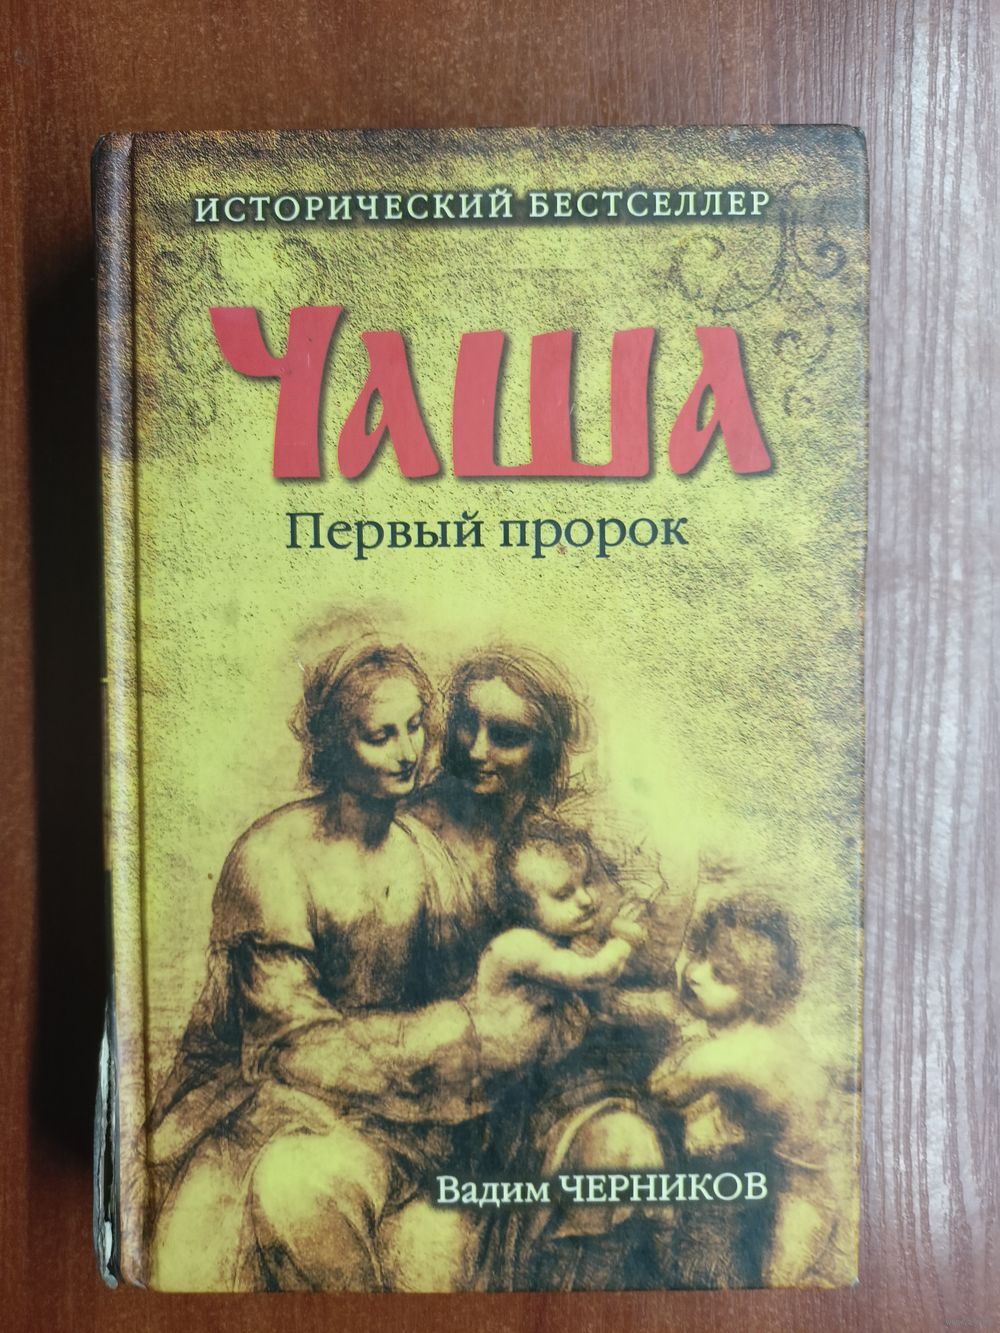 ИСТОРИЧЕСКИЙ БЕСТСЕЛЛЕР
ЧАША
Первый пророк
Вадим ЧЕРНИКОВ